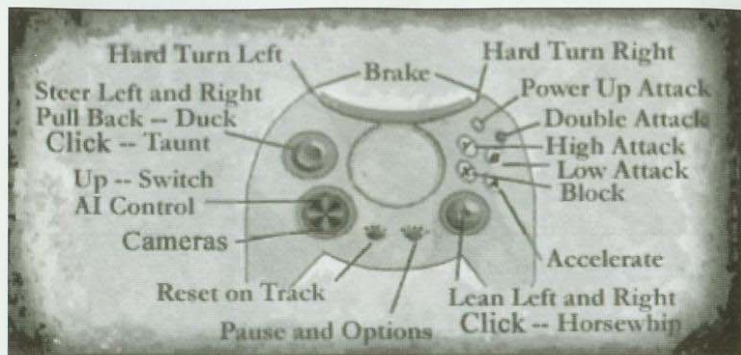 Hard Turn Left
Brake
Hard Turn Right
Steer Left and Right
Pull Back -- Duck
Click -- Taunt
Power Up Attack
Double Attack
Y
High Attack
B
Low Attack
X
Block
A
Up -- Switch
AI Control
Cameras
Accelerate
Reset on Track
Lean Left and Right
Pause and Options
Click -- Horsewhip